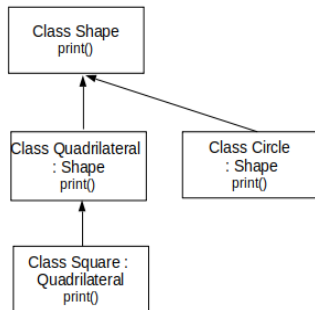 Class Shape
print()
Class Quadrilateral
: Shape
print()
Class Circle
: Shape
print()
Class Square :
Quadrilateral
print()